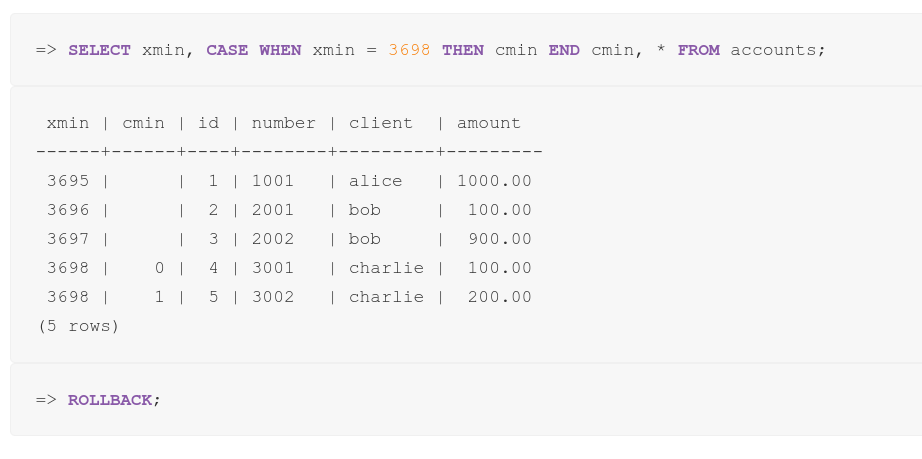 => SELECT xmin, CASE WHEN xmin = 3698 THEN cmin END cmin, * FROM accounts;
 xmin | cmin | id | number | client  | amount
------+------+----+--------+---------+---------
 3695 |      |  1 | 1001   | alice   | 1000.00
 3696 |      |  2 | 2001   | bob     |  100.00
 3697 |      |  3 | 2002   | bob     |  900.00
 3698 |    0 |  4 | 3001   | charlie |  100.00
 3698 |    1 |  5 | 3002   | charlie |  200.00
(5 rows)
=> ROLLBACK;